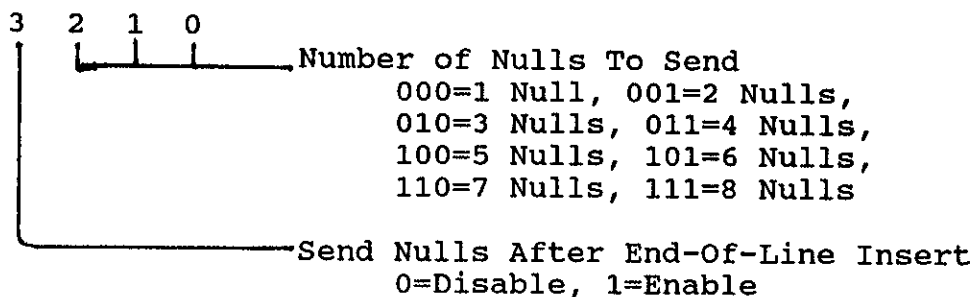 3 2 1 0
Number of Nulls To Send
000=1 Null, 001=2 Nulls,
010=3 Nulls, 011=4 Nulls,
100=5 Nulls, 101=6 Nulls,
110=7 Nulls, 111=8 Nulls
Send Nulls After End-Of-Line Insert
0=Disable, 1=Enable